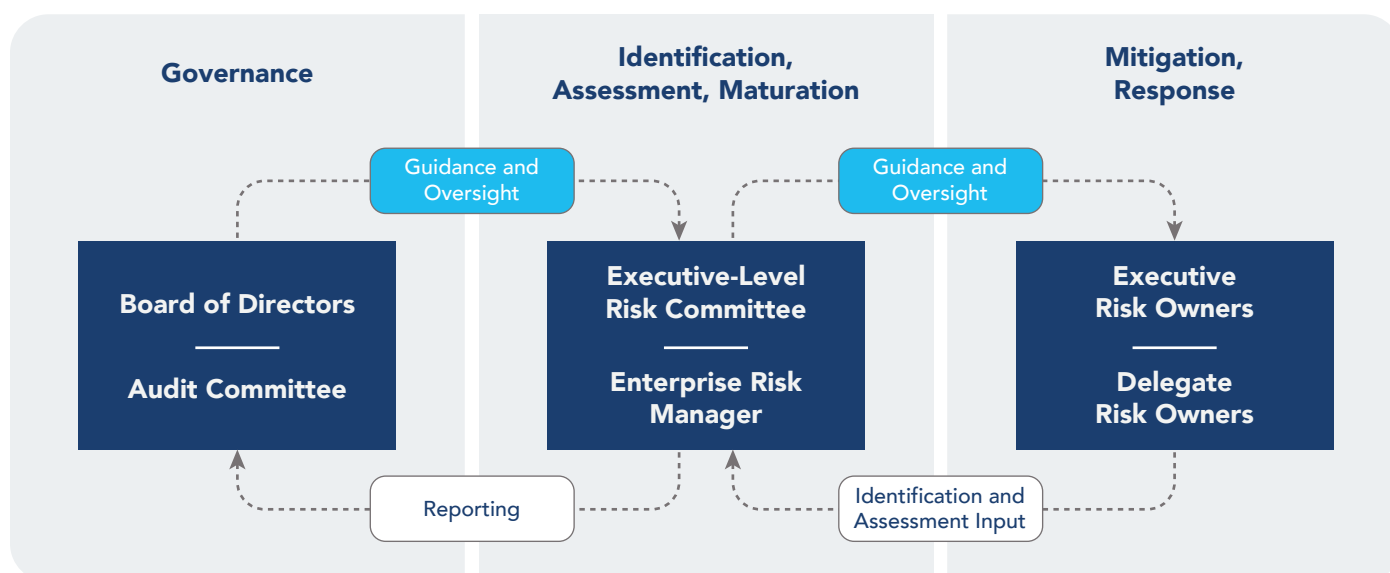 Governance
Identification,
Assessment, Maturation
Mitigation,
Response
Guidance and
Oversight
Guidance and
Oversight
Board of Directors
Audit Committee
Executive-Level
Risk Committee
Enterprise Risk
Manager
Executive
Risk Owners
Delegate
Risk Owners
Reporting
Identification and
Assessment Input